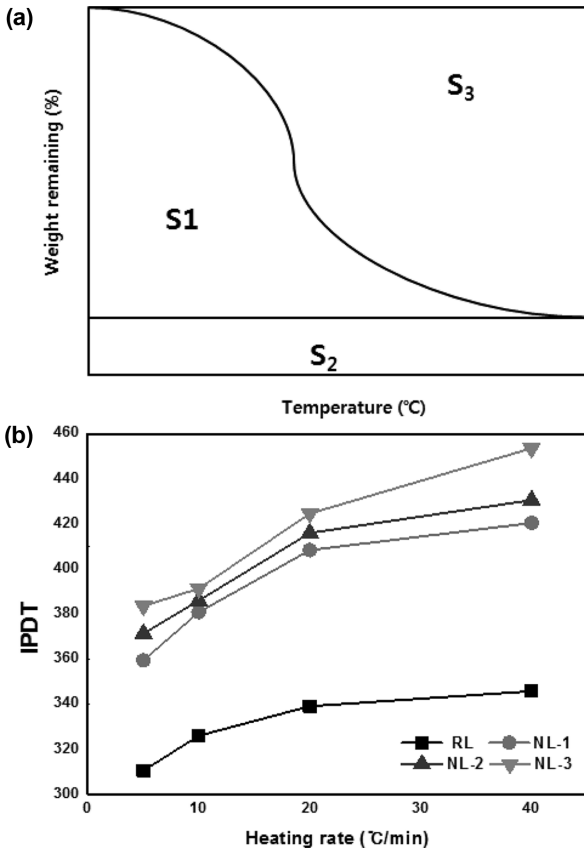 (a)
Weight remaining (%)
S₃
S1
S₂
Temperature (℃)
(b)
IPDT
460
440
420
400
380
360
340
320
300
0
10
20
30
40
RL
NL-1
NL-2
NL-3
Heating rate (℃/min)